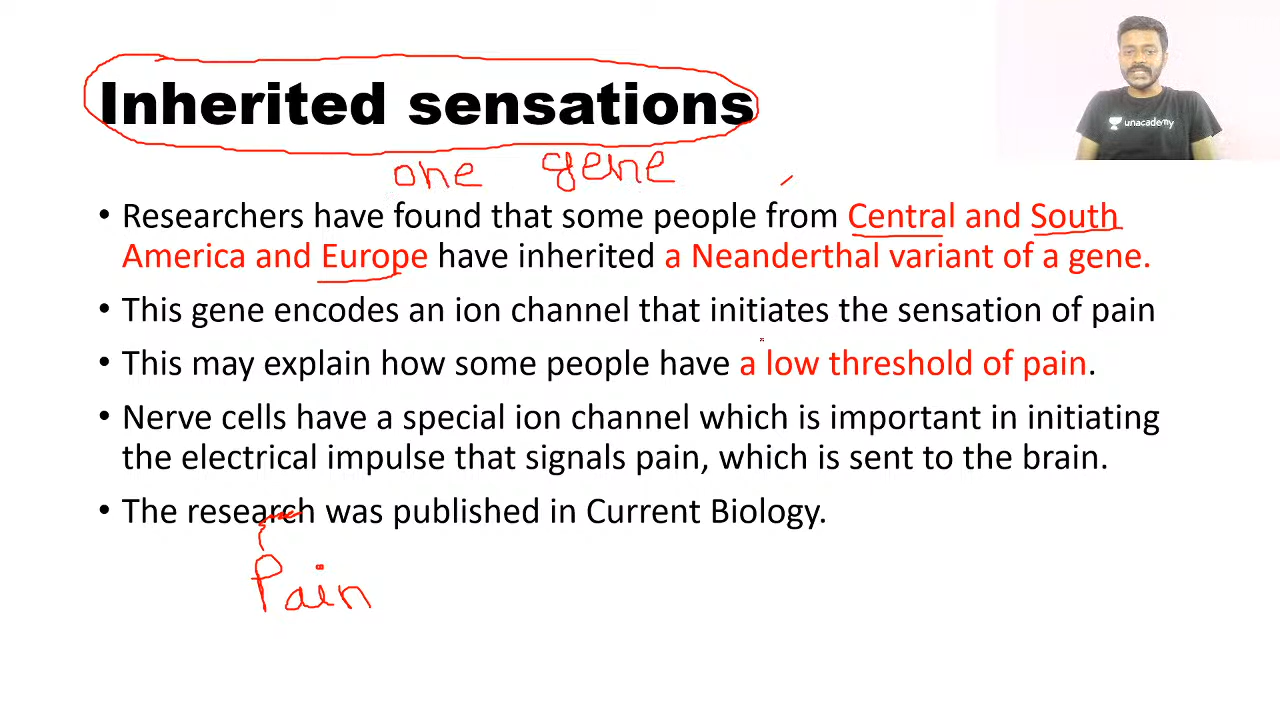 Inherited sensations
unacademy
one gene
• Researchers have found that some people from Central and South
America and Europe have inherited a Neanderthal variant of a gene.
• This gene encodes an ion channel that initiates the sensation of pain
• This may explain how some people have a low threshold of pain.
• Nerve cells have a special ion channel which is important in initiating
the electrical impulse that signals pain, which is sent to the brain.
• The research was published in Current Biology.
Pain